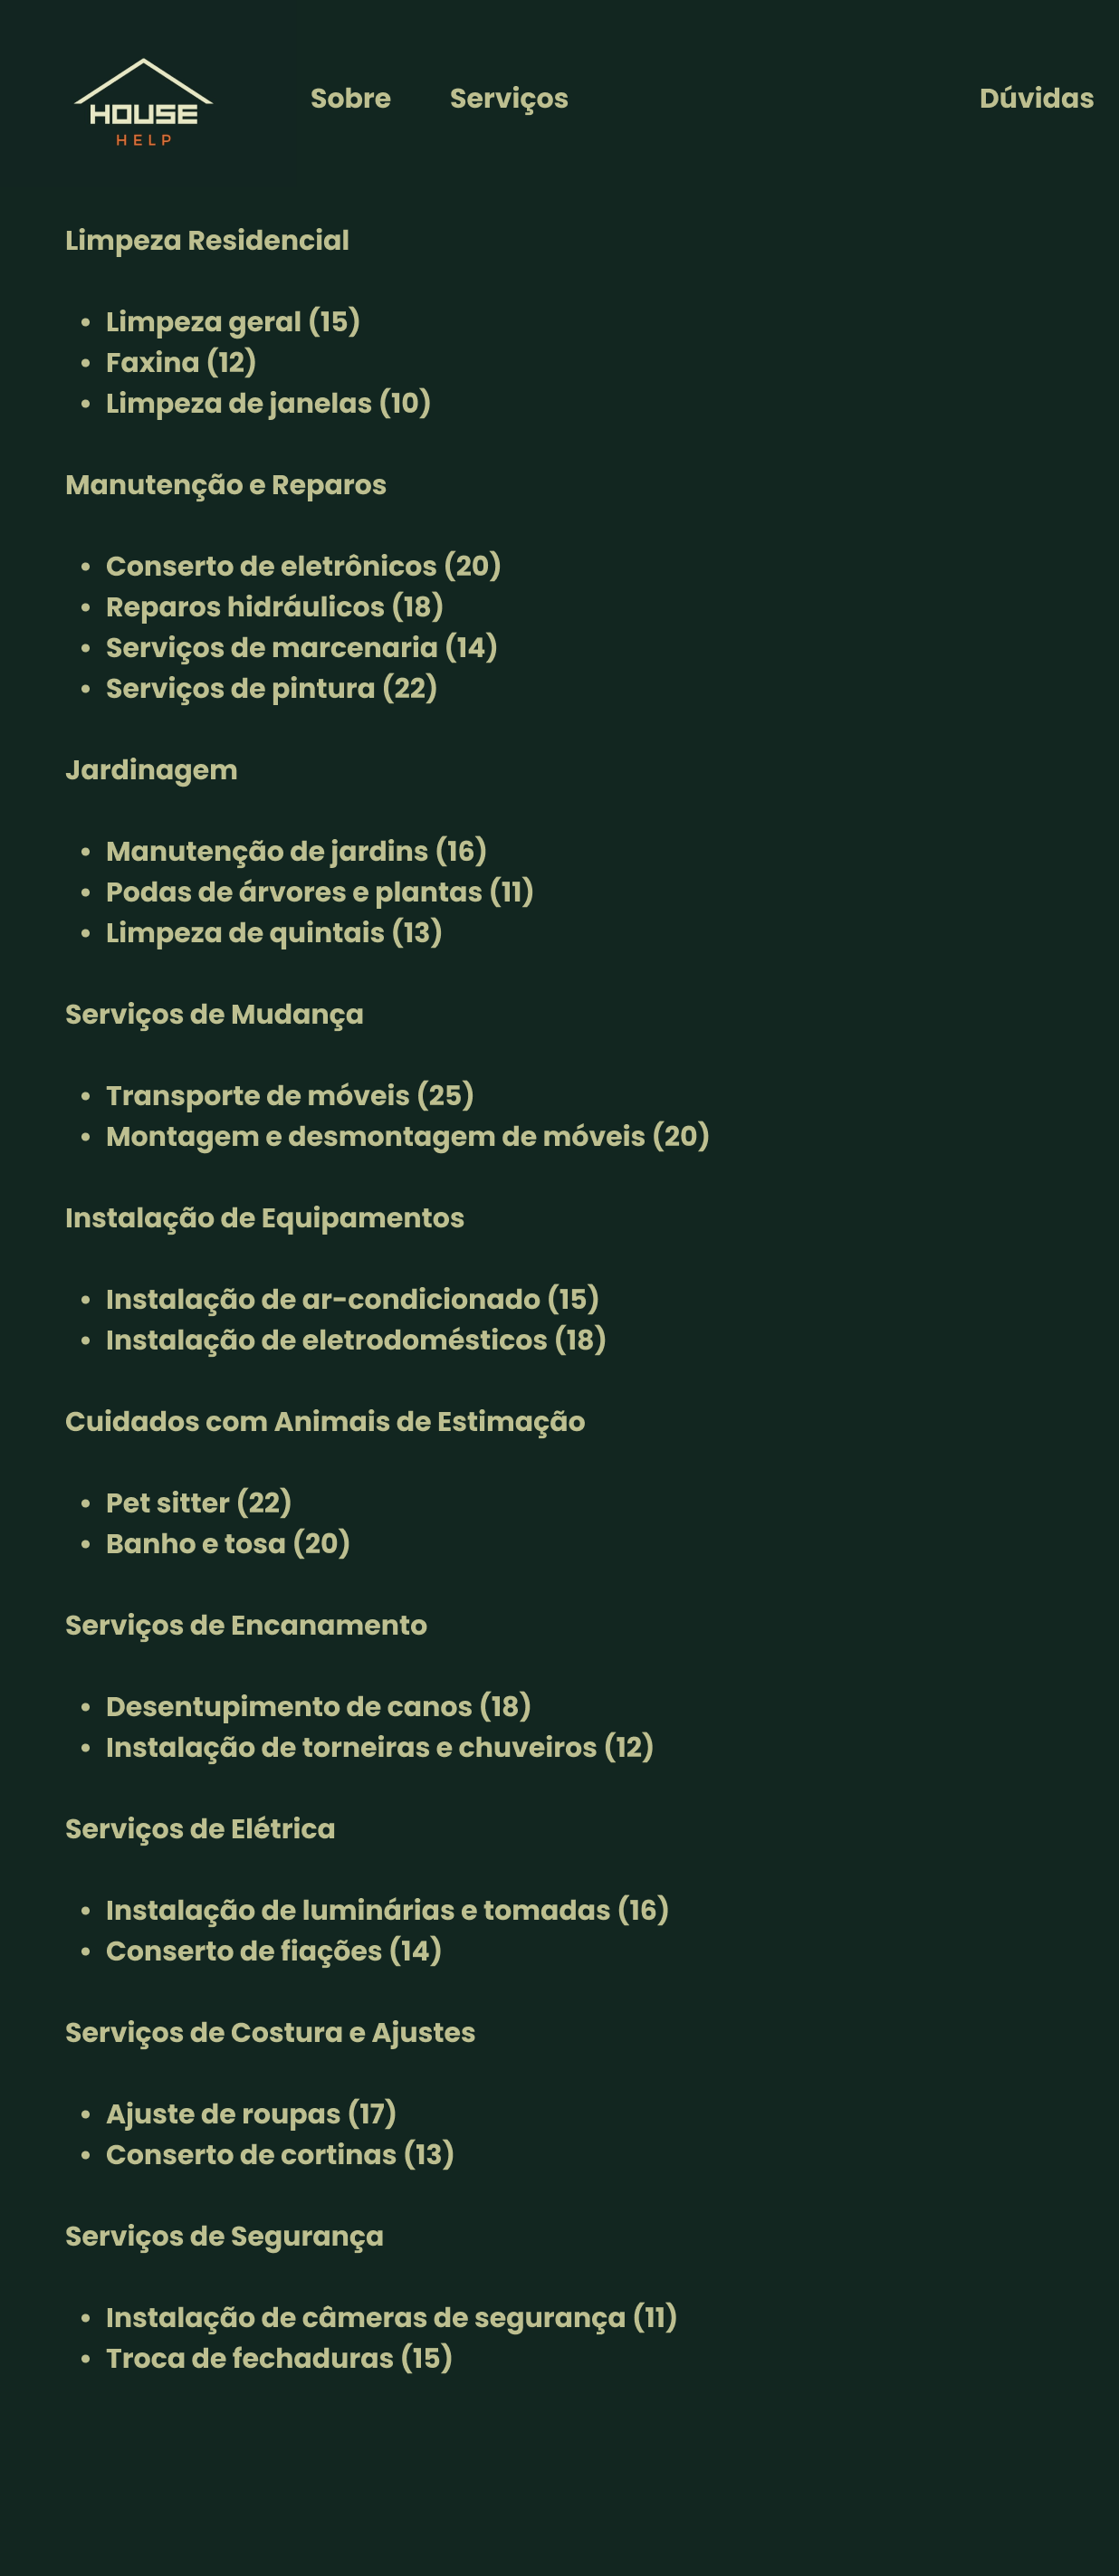 HOUSE
HELP
Sobre Serviços Dúvidas
Limpeza Residencial
• Limpeza geral (15)
• Faxina (12)
• Limpeza de janelas (10)
Manutenção e Reparos
• Conserto de eletrônicos (20)
• Reparos hidráulicos (18)
• Serviços de marcenaria (14)
• Serviços de pintura (22)
Jardinagem
• Manutenção de jardins (16)
• Podas de árvores e plantas (11)
• Limpeza de quintais (13)
Serviços de Mudança
• Transporte de móveis (25)
• Montagem e desmontagem de móveis (20)
Instalação de Equipamentos
• Instalação de ar-condicionado (15)
• Instalação de eletrodomésticos (18)
Cuidados com Animais de Estimação
• Pet sitter (22)
• Banho e tosa (20)
Serviços de Encanamento
• Desentupimento de canos (18)
• Instalação de torneiras e chuveiros (12)
Serviços de Elétrica
• Instalação de luminárias e tomadas (16)
• Conserto de fiações (14)
Serviços de Costura e Ajustes
• Ajuste de roupas (17)
• Conserto de cortinas (13)
Serviços de Segurança
• Instalação de câmeras de segurança (11)
• Troca de fechaduras (15)